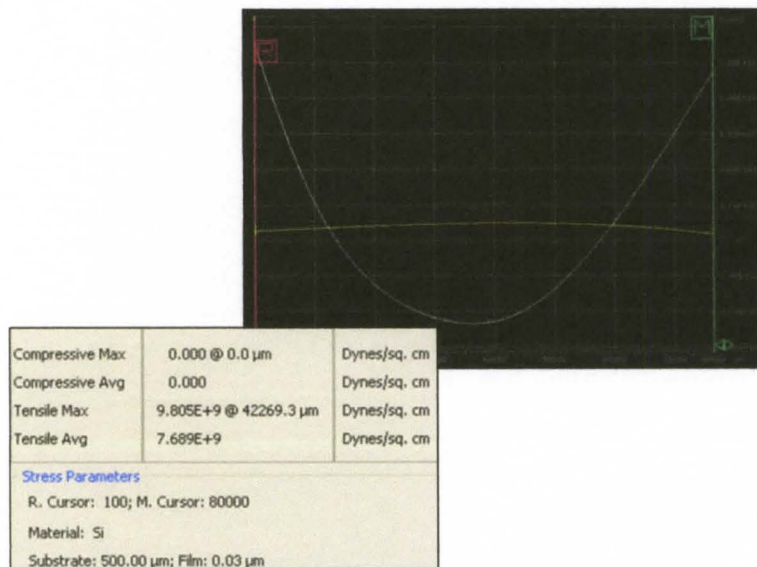 R
M
Compressive Max 0.000 @ 0.0 µm Dynes/sq. cm
Compressive Avg 0.000 Dynes/sq. cm
Tensile Max 9.805E+9 @ 42269.3 µm Dynes/sq. cm
Tensile Avg 7.689E+9 Dynes/sq. cm
Stress Parameters
R. Cursor: 100; M. Cursor: 80000
Material: Si
Substrate: 500.00 µm; Film: 0.03 µm